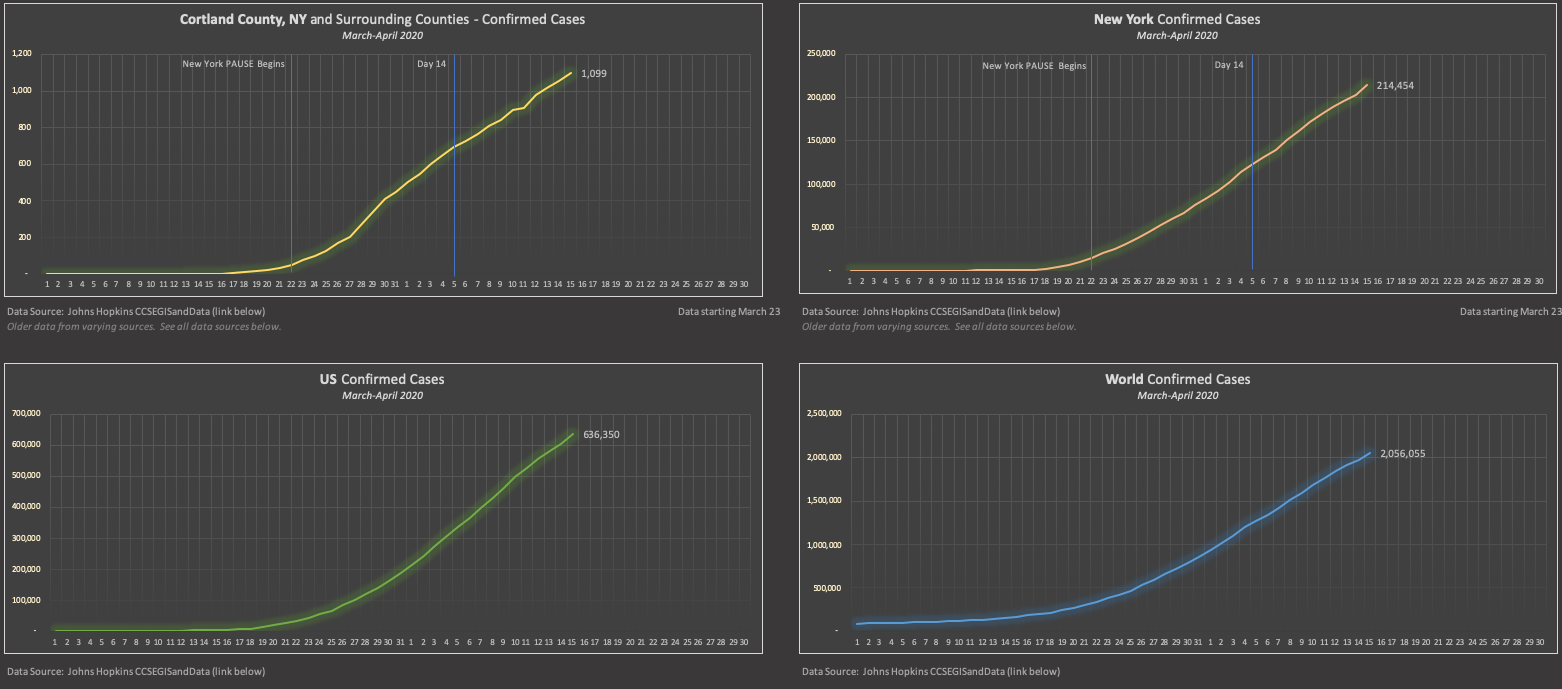 Cortland County, NY and Surrounding Counties - Confirmed Cases
March-April 2020
1,200
1,000
800
600
400
200
-
New York PAUSE Begins
Day 14
1,099
1 2 3 4 5 6 7 8 9 10 11 12 13 14 15 16 17 18 19 20 21 22 23 24 25 26 27 28 29 30 31 1 2 3 4 5 6 7 8 9 10 11 12 13 14 15 16 17 18 19 20 21 22 23 24 25 26 27 28 29 30
Data Source: Johns Hopkins CCSEGISandData (link below)
Data starting March 23
Older data from varying sources. See all data sources below.
New York Confirmed Cases
March-April 2020
250,000
200,000
150,000
100,000
50,000
-
New York PAUSE Begins
Day 14
214,454
1 2 3 4 5 6 7 8 9 10 11 12 13 14 15 16 17 18 19 20 21 22 23 24 25 26 27 28 29 30 31 1 2 3 4 5 6 7 8 9 10 11 12 13 14 15 16 17 18 19 20 21 22 23 24 25 26 27 28 29 30
Data Source: Johns Hopkins CCSEGISandData (link below)
Data starting March 23
Older data from varying sources. See all data sources below.
US Confirmed Cases
March-April 2020
700,000
600,000
500,000
400,000
300,000
200,000
100,000
-
636,350
1 2 3 4 5 6 7 8 9 10 11 12 13 14 15 16 17 18 19 20 21 22 23 24 25 26 27 28 29 30 31 1 2 3 4 5 6 7 8 9 10 11 12 13 14 15 16 17 18 19 20 21 22 23 24 25 26 27 28 29 30
Data Source: Johns Hopkins CCSEGISandData (link below)
World Confirmed Cases
March-April 2020
2,500,000
2,000,000
1,500,000
1,000,000
500,000
-
2,056,055
1 2 3 4 5 6 7 8 9 10 11 12 13 14 15 16 17 18 19 20 21 22 23 24 25 26 27 28 29 30 31 1 2 3 4 5 6 7 8 9 10 11 12 13 14 15 16 17 18 19 20 21 22 23 24 25 26 27 28 29 30
Data Source: Johns Hopkins CCSEGISandData (link below)